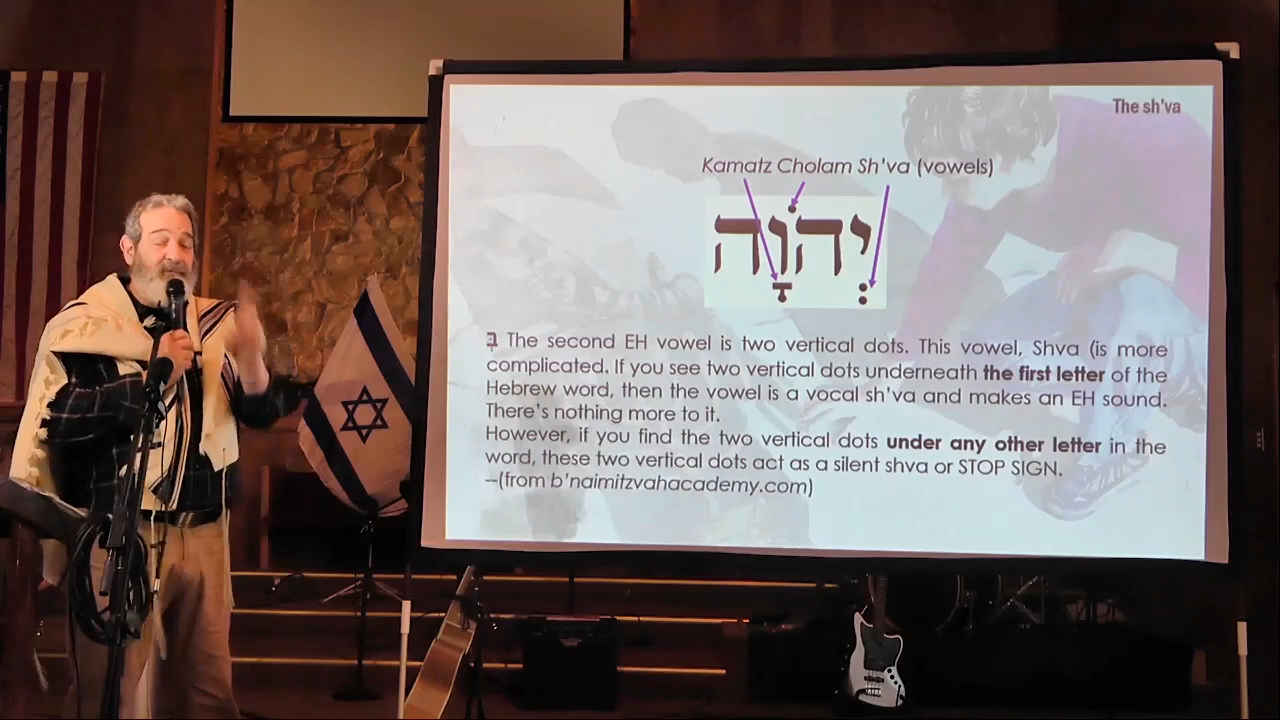 The sh'va
Kamatz Cholam Sh'va (vowels)
יְהֹוָה
בְּ The second EH vowel is two vertical dots. This vowel, Shva (is more
complicated. If you see two vertical dots underneath the first letter of the
Hebrew word, then the vowel is a vocal sh'va and makes an EH sound.
There's nothing more to it.
However, if you find the two vertical dots under any other letter in the
word, these two vertical dots act as a silent shva or STOP SIGN.
--(from b'naimitzvahacademy.com)